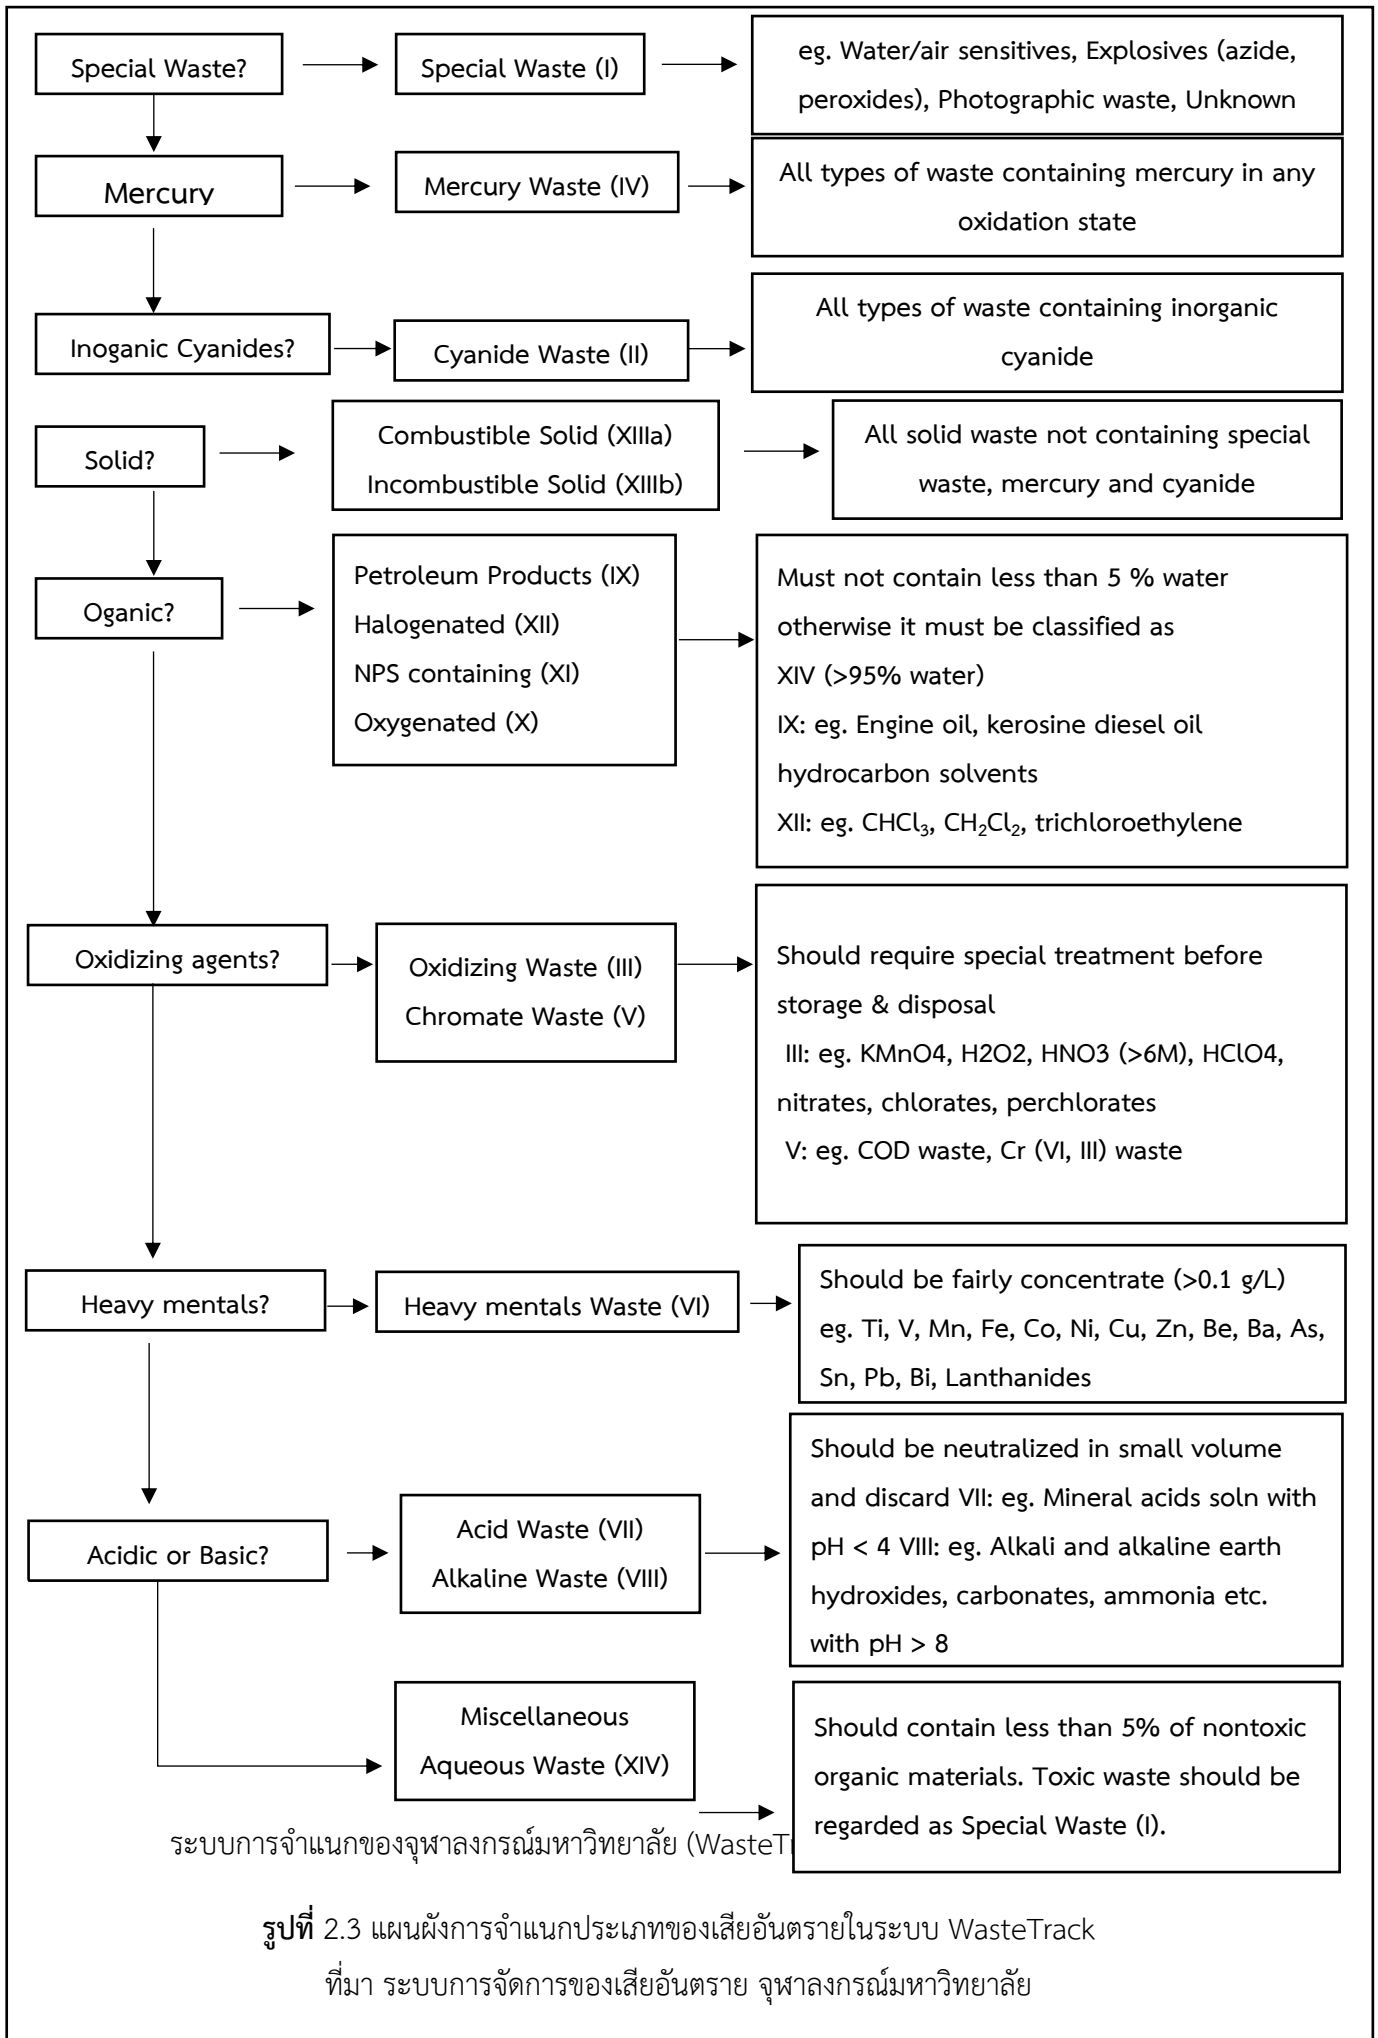 Special Waste?
Special Waste (I)
eg. Water/air sensitives, Explosives (azide,
peroxides), Photographic waste, Unknown
Mercury
Mercury Waste (IV)
All types of waste containing mercury in any
oxidation state
Inoganic Cyanides?
Cyanide Waste (II)
All types of waste containing inorganic
cyanide
Solid?
Combustible Solid (XIIIa)
Incombustible Solid (XIIIb)
All solid waste not containing special
waste, mercury and cyanide
Oganic?
Petroleum Products (IX)
Halogenated (XII)
NPS containing (XI)
Oxygenated (X)
Must not contain less than 5 % water
otherwise it must be classified as
XIV (>95% water)
IX: eg. Engine oil, kerosine diesel oil
hydrocarbon solvents
XII: eg. CHCl₃, CH₂Cl₂, trichloroethylene
Oxidizing agents?
Oxidizing Waste (III)
Chromate Waste (V)
Should require special treatment before
storage & disposal
III: eg. KMnO4, H2O2, HNO3 (>6M), HClO4,
nitrates, chlorates, perchlorates
V: eg. COD waste, Cr (VI, III) waste
Heavy mentals?
Heavy mentals Waste (VI)
Should be fairly concentrate (>0.1 g/L)
eg. Ti, V, Mn, Fe, Co, Ni, Cu, Zn, Be, Ba, As,
Sn, Pb, Bi, Lanthanides
Acidic or Basic?
Acid Waste (VII)
Alkaline Waste (VIII)
Should be neutralized in small volume
and discard VII: eg. Mineral acids soln with
pH < 4 VIII: eg. Alkali and alkaline earth
hydroxides, carbonates, ammonia etc.
with pH > 8
Miscellaneous
Aqueous Waste (XIV)
Should contain less than 5% of nontoxic
organic materials. Toxic waste should be
regarded as Special Waste (I).
ระบบการจำแนกของจุฬาลงกรณ์มหาวิทยาลัย (WasteT
รูปที่ 2.3 แผนผังการจำแนกประเภทของเสียอันตรายในระบบ WasteTrack
ที่มา ระบบการจัดการของเสียอันตราย จุฬาลงกรณ์มหาวิทยาลัย